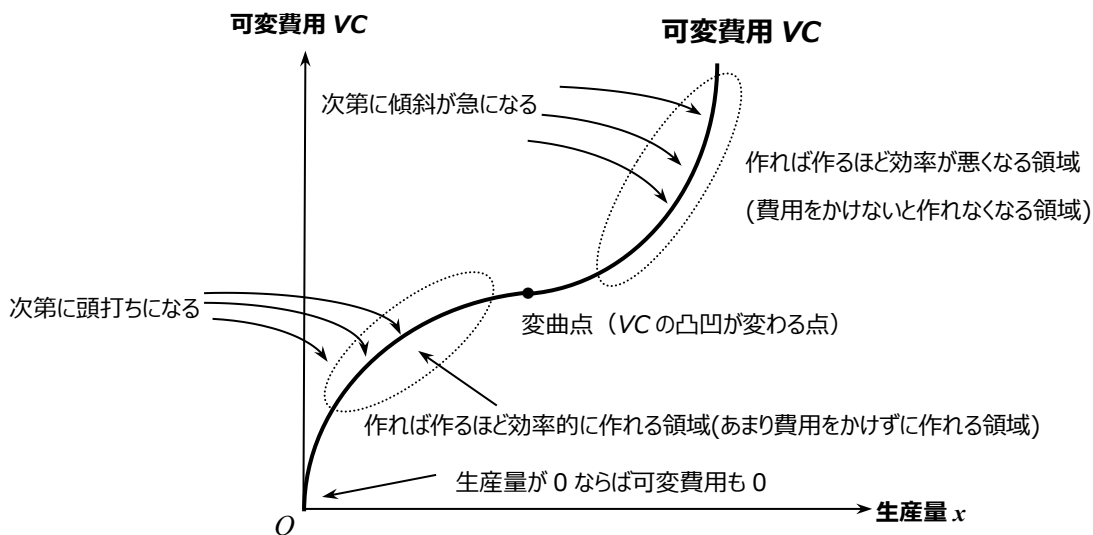 可変費用 VC
可変費用 VC
次第に傾斜が急になる
作れば作るほど効率が悪くなる領域
(費用をかけないと作れなくなる領域)
次第に頭打ちになる
変曲点（VC の凸凹が変わる点）
作れば作るほど効率的に作れる領域(あまり費用をかけずに作れる領域)
生産量が 0 ならば可変費用も 0
O
生産量 x